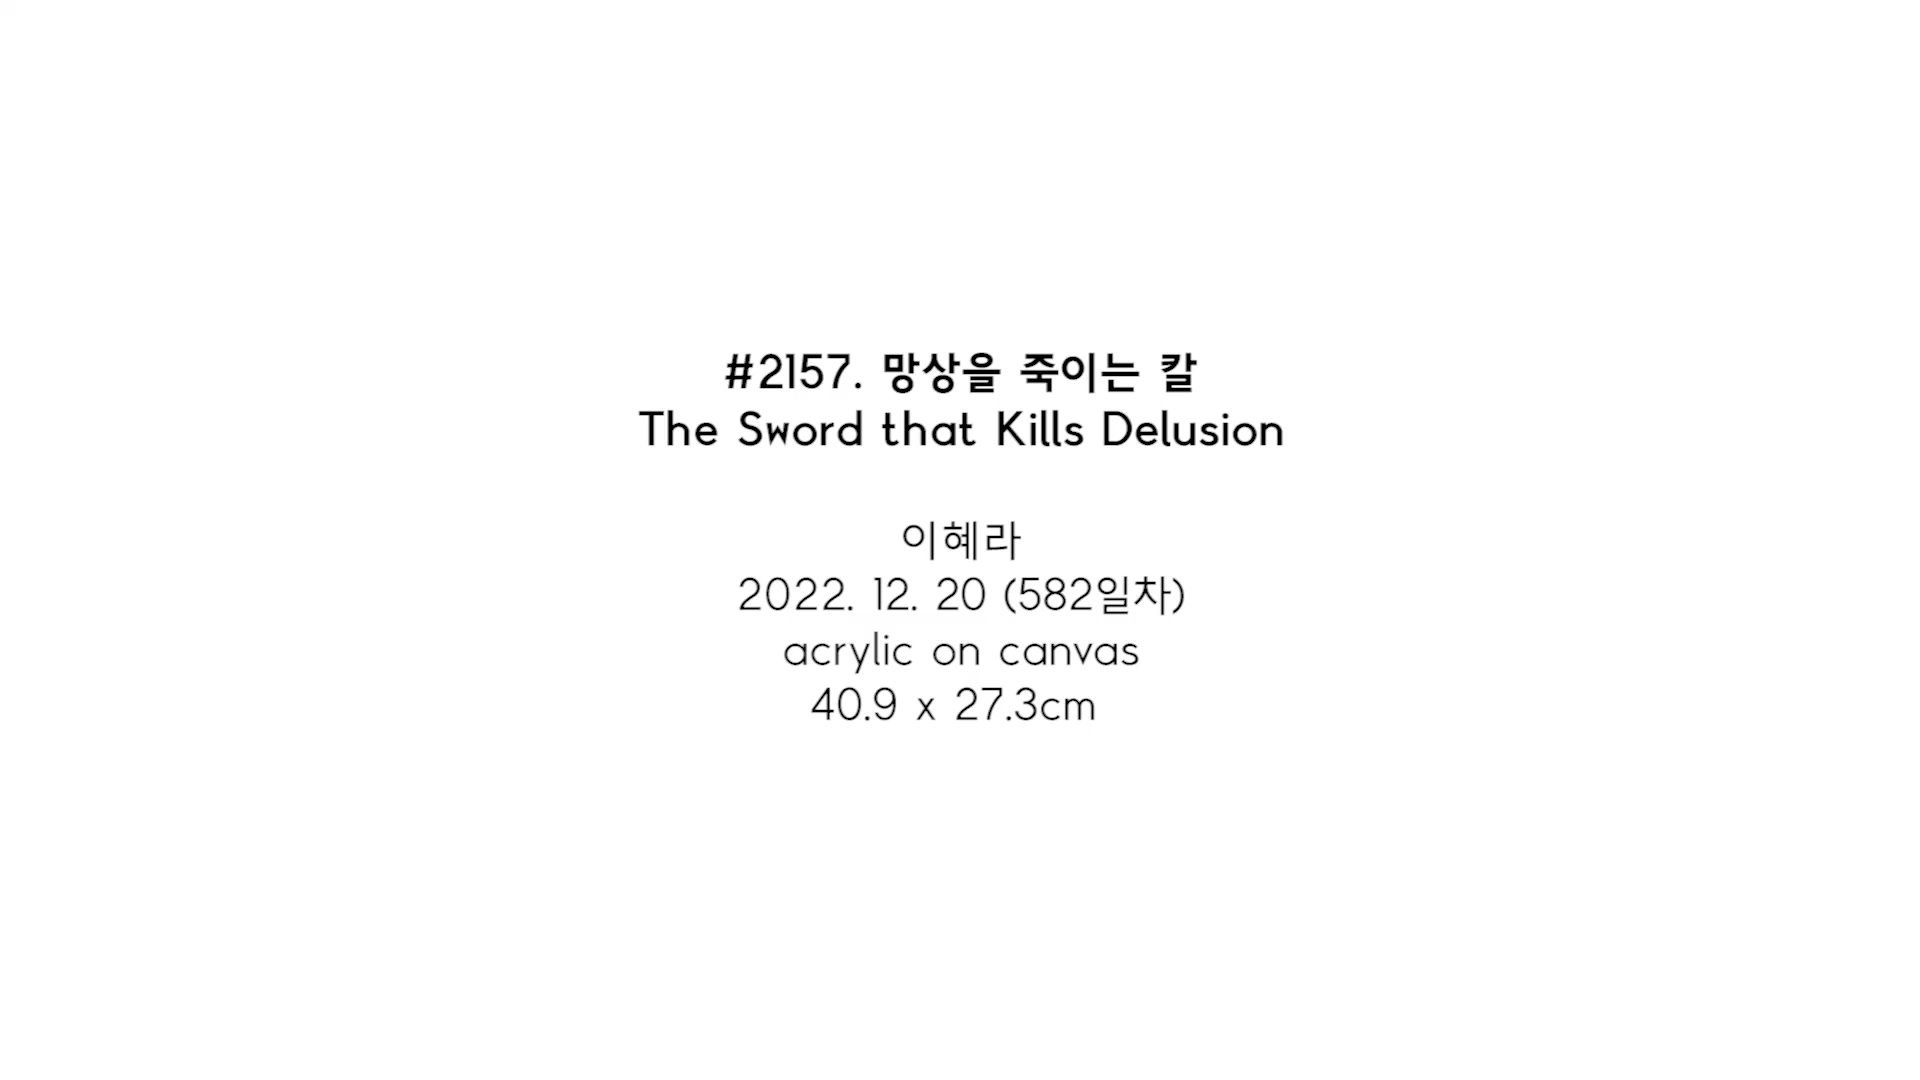 #2157. 망상을 죽이는 칼
The Sword that Kills Delusion
이혜라
2022. 12. 20 (582일차)
acrylic on canvas
40.9 x 27.3cm